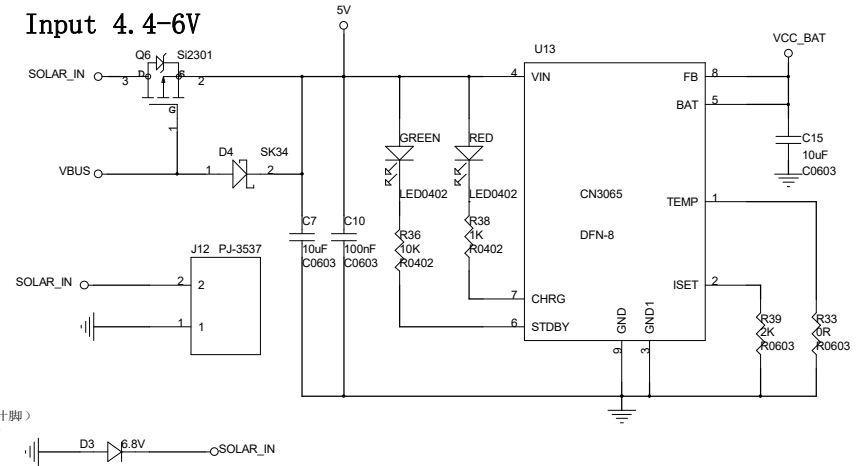 Input 4.4-6V
5V
VCC_BAT
Q6 Si2301
U13
SOLAR_IN 3 D S 2
G
1
4 VIN
FB 8
BAT 5
C15
10uF
C0603
D4 SK34
VBUS 1 2
GREEN RED
LED0402 LED0402
CN3065
DFN-8
TEMP 1
C7 C10
10uF 100nF
C0603 C0603
R36
10K
R0402
R38
1K
R0402
J12 PJ-3537
SOLAR_IN 2 2
1 1
ISET 2
7 CHRG
6 STDBY
GND GND1
9 3
R39
2K
R0603
R33
0R
R0603
脚）
D3 6.8V SOLAR_IN